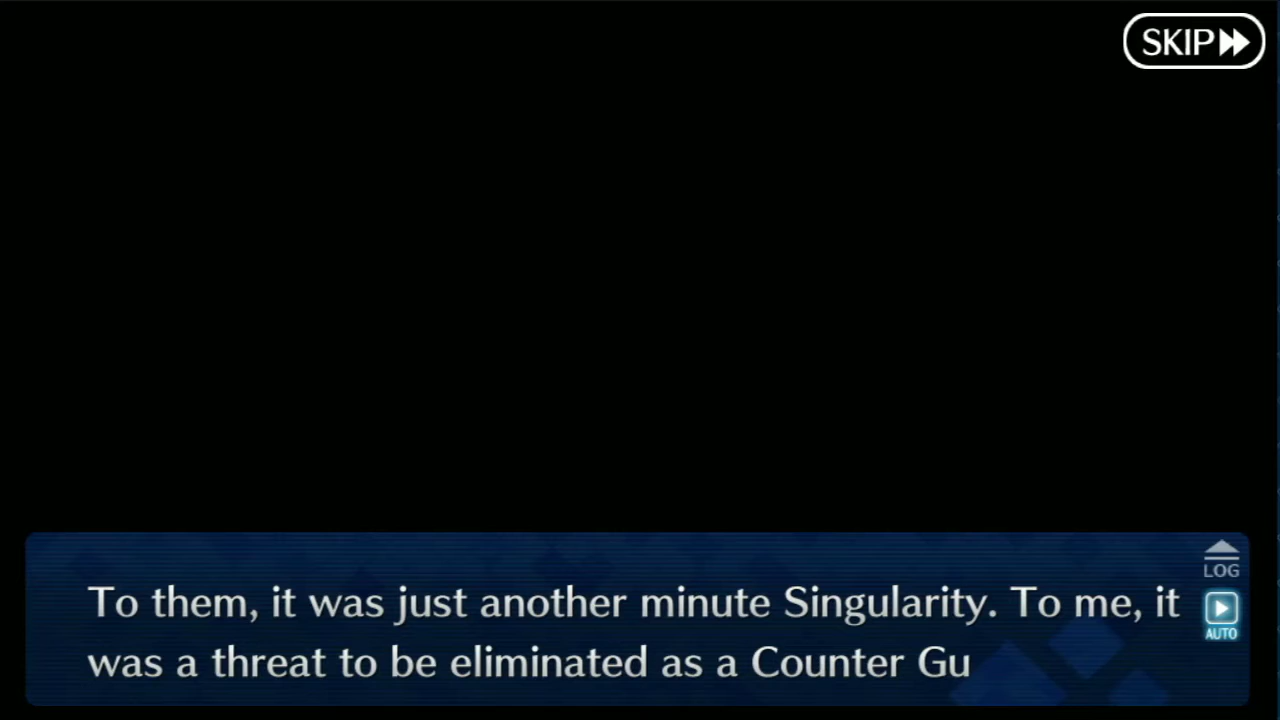 SKIP
To them, it was just another minute Singularity. To me, it
was a threat to be eliminated as a Counter Gu
LOG
AUTO